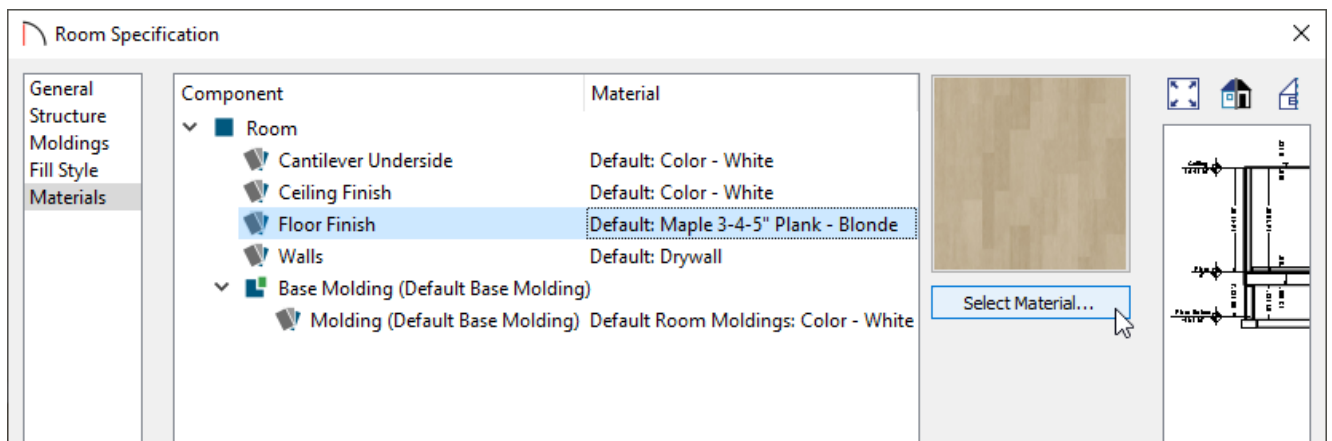 Room Specification
General
Structure
Moldings
Fill Style
Materials
Component Material
Room
Cantilever Underside Default: Color - White
Ceiling Finish Default: Color - White
Floor Finish Default: Maple 3-4-5" Plank - Blonde
Walls Default: Drywall
Base Molding (Default Base Molding)
Molding (Default Base Molding) Default Room Moldings: Color - White
Select Material...